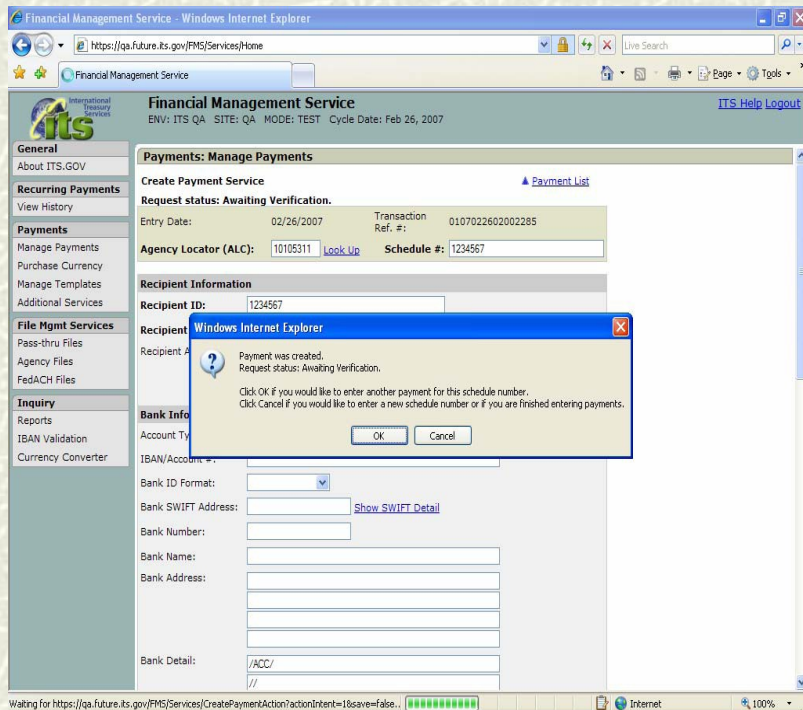 Financial Management Service - Windows Internet Explorer
https://qa.future.its.gov/FMS/Services/Home
Live Search
Financial Management Service
Page
Tools
International
Treasury
Services
its
Financial Management Service
ENV: ITS QA SITE: QA MODE: TEST Cycle Date: Feb 26, 2007
ITS Help Logout
General
About ITS.GOV
Recurring Payments
View History
Payments
Manage Payments
Purchase Currency
Manage Templates
Additional Services
File Mgmt Services
Pass-thru Files
Agency Files
FedACH Files
Inquiry
Reports
IBAN Validation
Currency Converter
Payments: Manage Payments
Create Payment Service
Payment List
Request status: Awaiting Verification.
Entry Date: 02/26/2007 Transaction Ref. #: 0107022602002285
Agency Locator (ALC): 10105311 Look Up Schedule #: 1234567
Recipient Information
Recipient ID: 1234567
Recipient
Recipient A
Windows Internet Explorer
Payment was created.
Request status: Awaiting Verification.
Click OK if you would like to enter another payment for this schedule number.
Click Cancel if you would like to enter a new schedule number or if you are finished entering payments.
OK Cancel
Bank Info
Account Ty
IBAN/Account #:
Bank ID Format:
Bank SWIFT Address: Show SWIFT Detail
Bank Number:
Bank Name:
Bank Address:
Bank Detail: /ACC/
//
Waiting for https://qa.future.its.gov/FMS/Services/CreatePaymentAction?actionIntent=1&save=false..
Internet
100%